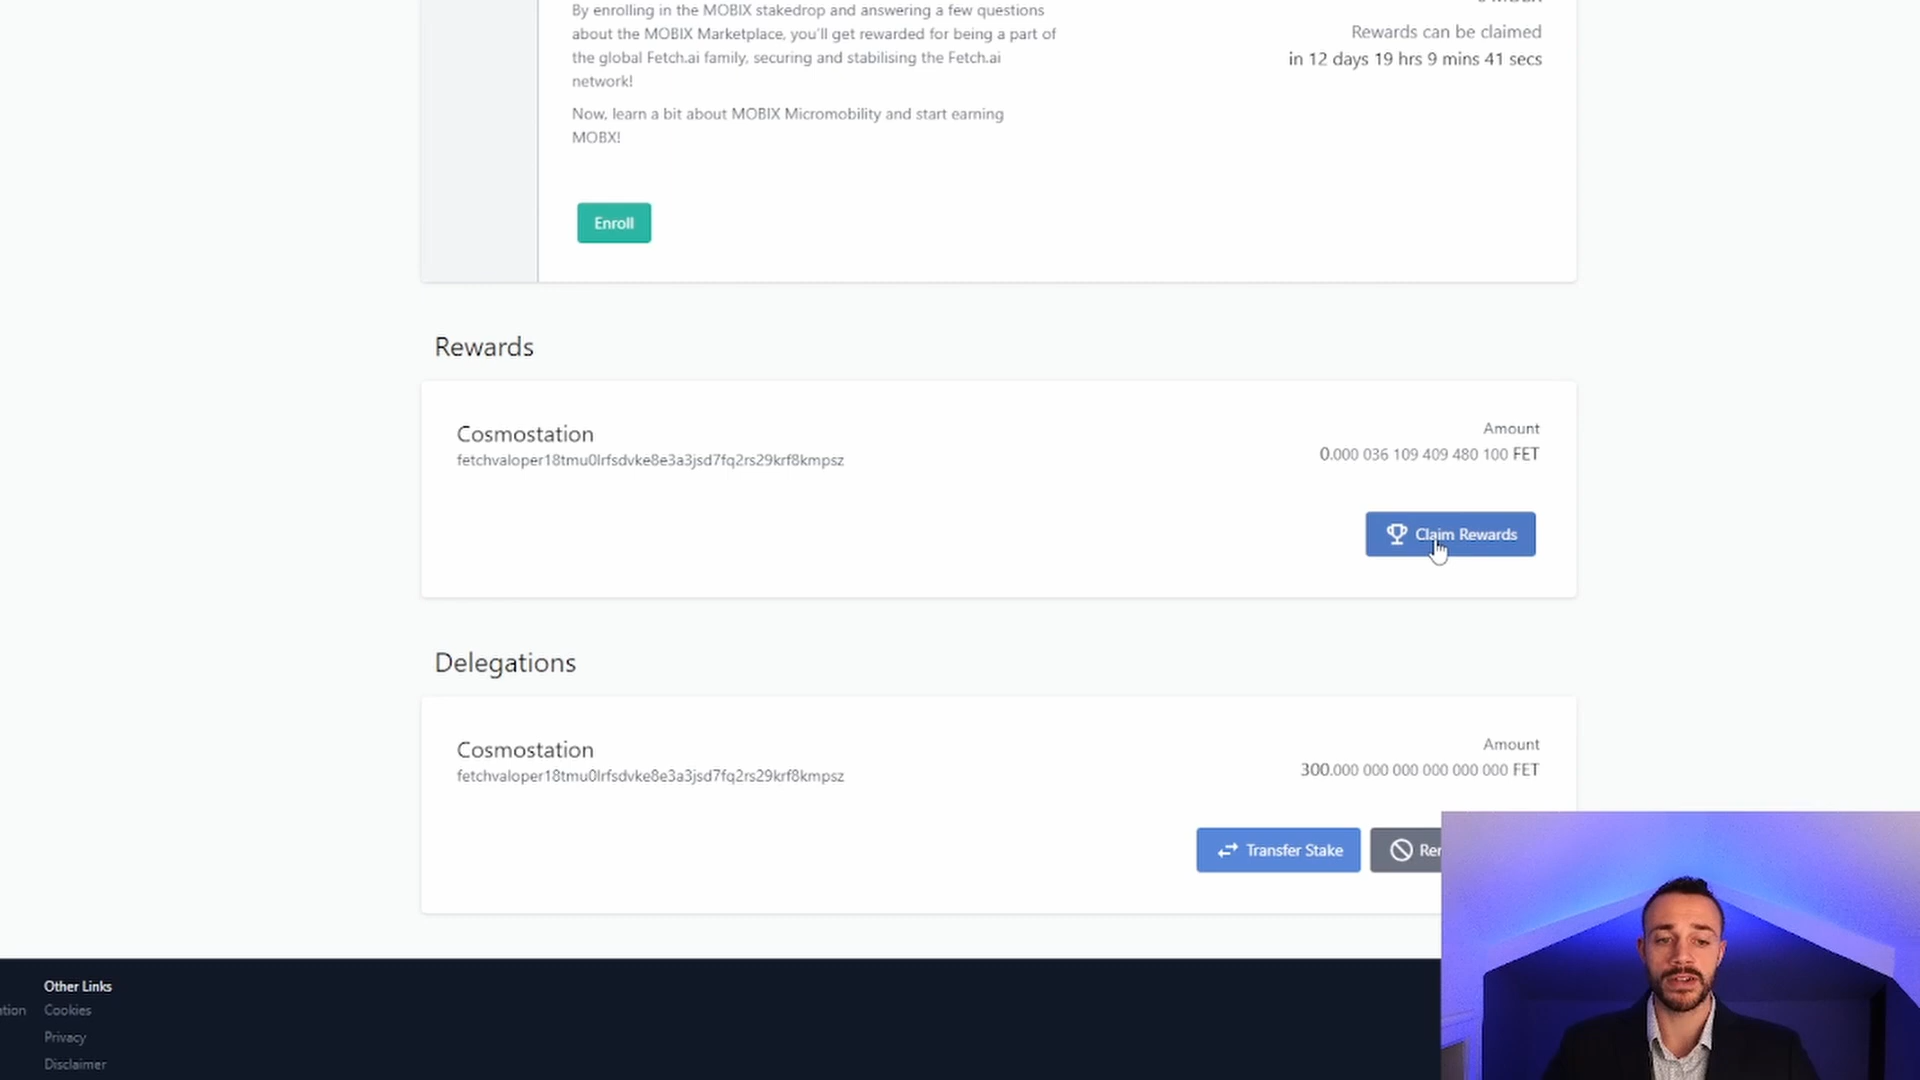 By enrolling in the MOBIX stakedrop and answering a few questions
about the MOBIX Marketplace, you'll get rewarded for being a part of
the global Fetch.ai family, securing and stabilising the Fetch.ai
network!
Now, learn a bit about MOBIX Micromobility and start earning
MOBX!
Enroll
Rewards can be claimed
in 12 days 19 hrs 9 mins 41 secs
Rewards
Cosmostation
fetchvaloper18tmu0lrfsdvke8e3a3jsd7fq2rs29krf8kmpsz
Amount
0.000 036 109 409 480 100 FET
Claim Rewards
Delegations
Cosmostation
fetchvaloper18tmu0lrfsdvke8e3a3jsd7fq2rs29krf8kmpsz
Amount
300.000 000 000 000 000 000 FET
Transfer Stake
Other Links
Cookies
Privacy
Disclaimer